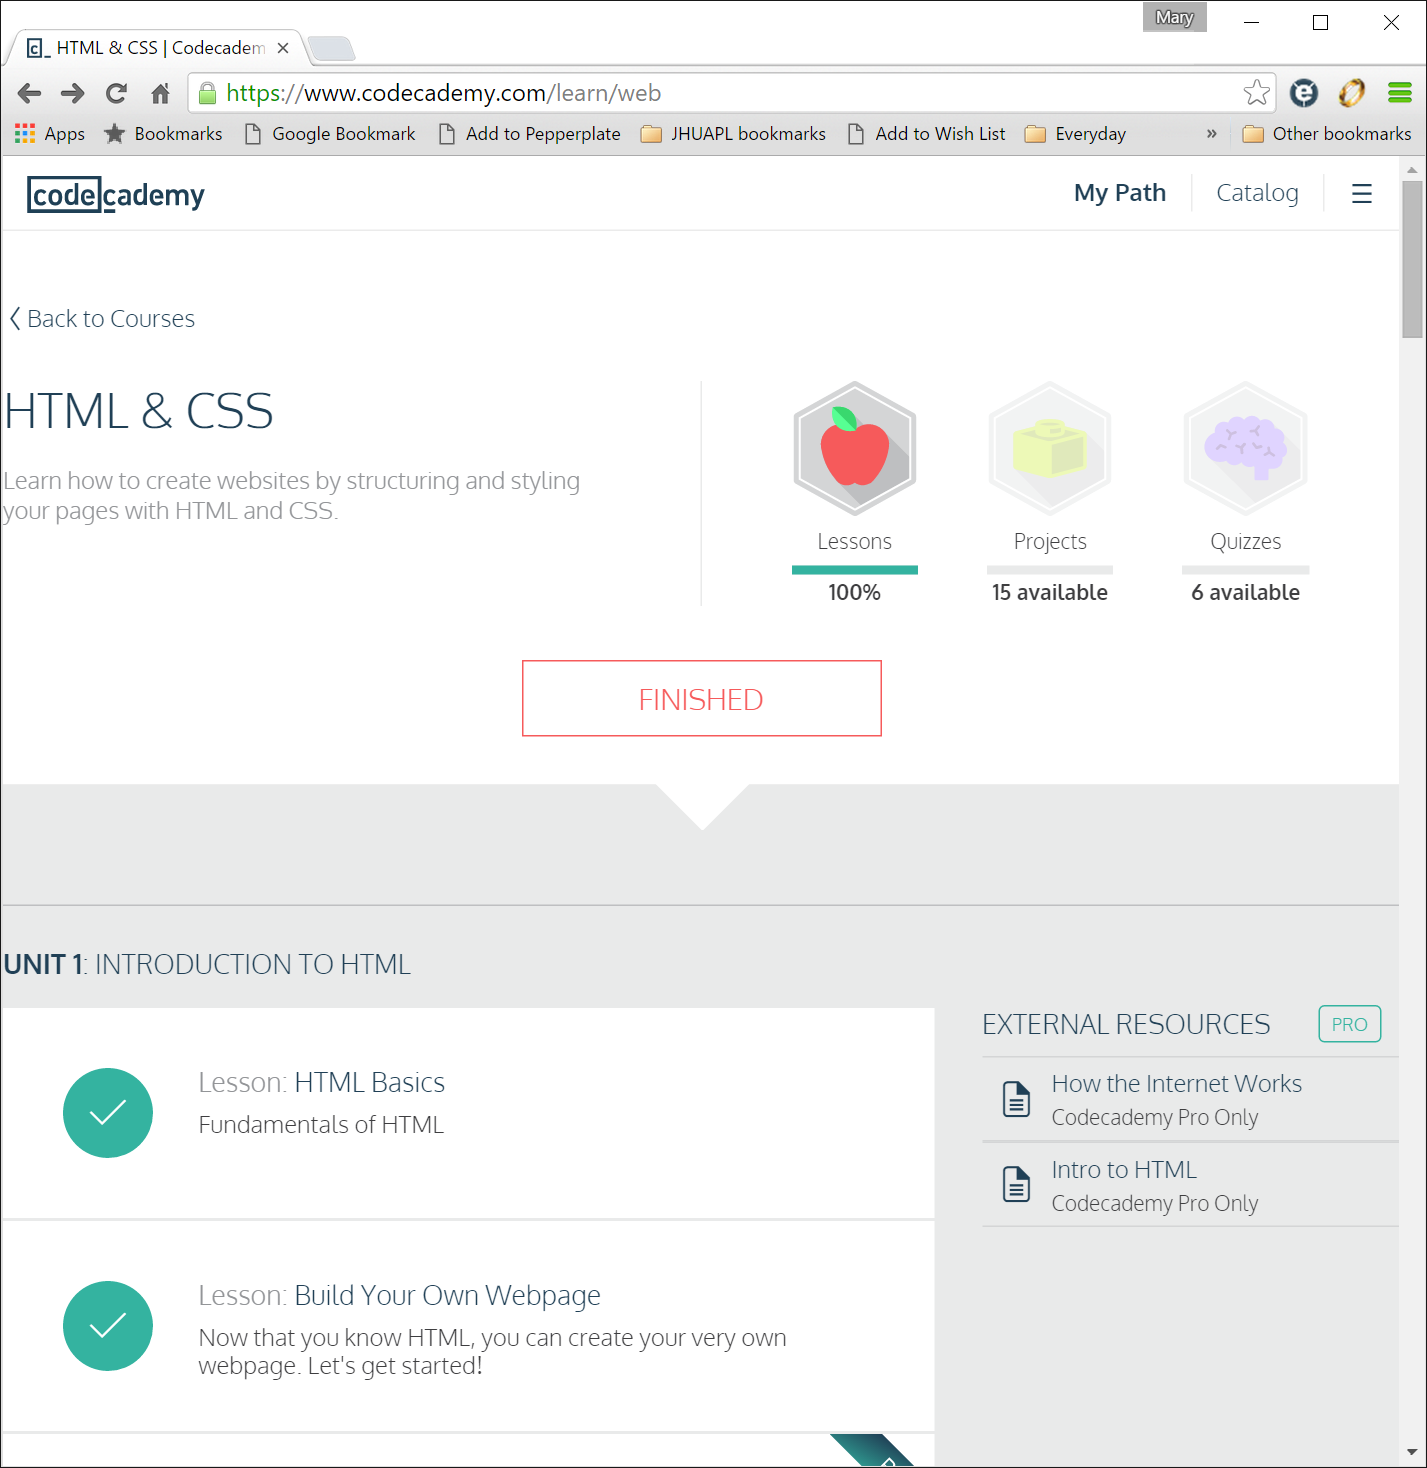 Mary
HTML & CSS | Codecadem
https://www.codecademy.com/learn/web
Apps Bookmarks Google Bookmark Add to Pepperplate JHUAPL bookmarks Add to Wish List Everyday » Other bookmarks
codecademy
My Path Catalog
Back to Courses
HTML & CSS
Learn how to create websites by structuring and styling
your pages with HTML and CSS.
Lessons Projects Quizzes
100% 15 available 6 available
FINISHED
UNIT 1: INTRODUCTION TO HTML
Lesson: HTML Basics
Fundamentals of HTML
Lesson: Build Your Own Webpage
Now that you know HTML, you can create your very own
webpage. Let's get started!
EXTERNAL RESOURCES PRO
How the Internet Works
Codecademy Pro Only
Intro to HTML
Codecademy Pro Only